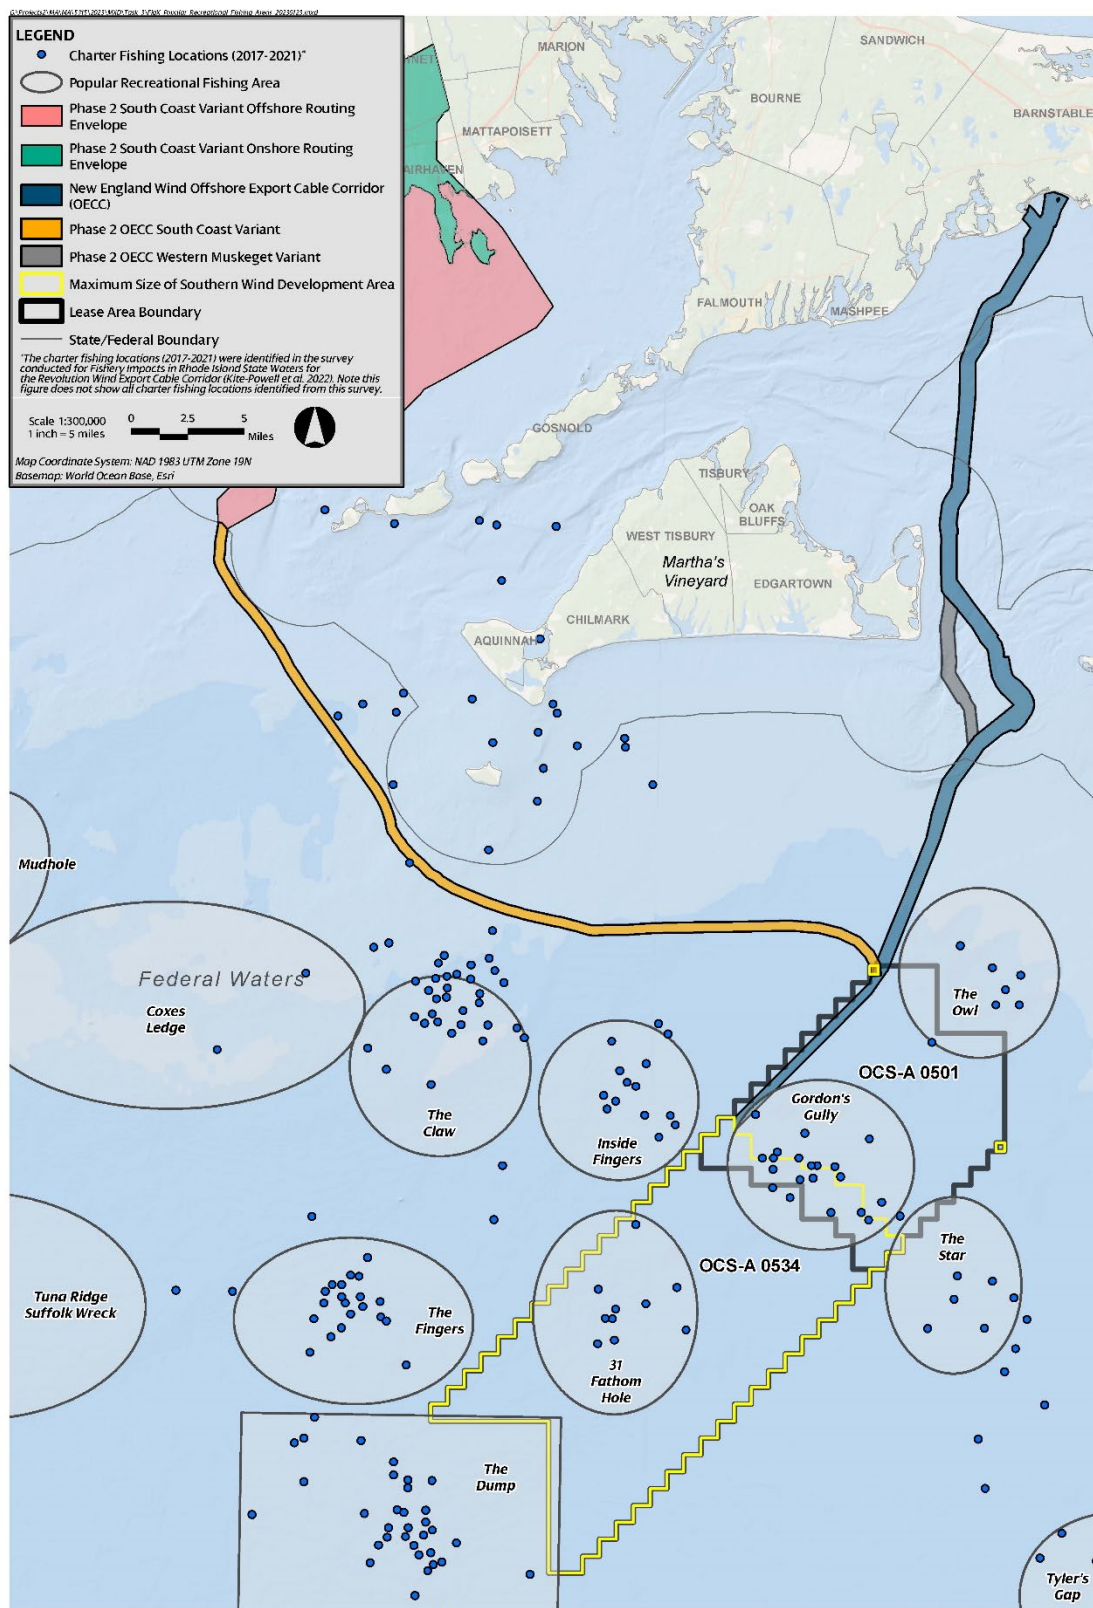 LEGEND
Charter Fishing Locations (2017-2021)*
Popular Recreational Fishing Area
Phase 2 South Coast Variant Offshore Routing
Envelope
Phase 2 South Coast Variant Onshore Routing
Envelope
New England Wind Offshore Export Cable Corridor
(OECC)
Phase 2 OECC South Coast Variant
Phase 2 OECC Western Muskeget Variant
Maximum Size of Southern Wind Development Area
Lease Area Boundary
State/Federal Boundary
*The charter fishing locations (2017-2021) were identified in the survey
conducted for Fishery Impacts in Rhode Island State Waters for
the Revolution Wind Export Cable Corridor (Kite-Powell et al. 2022). Note this
figure does not show all charter fishing locations identified from this survey.
Scale 1:300,000
1 inch = 5 miles
0 2.5 5
Miles
Map Coordinate System: NAD 1983 UTM Zone 19N
Basemap: World Ocean Base, Esri
MARION
SANDWICH
BOURNE
BARNSTABLE
MATTAPOISETT
AIRHAVEN
FALMOUTH
MASHPEE
GOSNOLD
TISBURY
OAK
BLUFFS
WEST TISBURY
Martha's
Vineyard
EDGARTOWN
CHILMARK
AQUINNAH
Mudhole
Federal Waters
Coxes
Ledge
The
Owl
OCS-A 0501
Gordon's
Gully
The
Claw
Inside
Fingers
The
Star
OCS-A 0534
Tuna Ridge
Suffolk Wreck
The
Fingers
31
Fathom
Hole
The
Dump
Tyler's
Gap